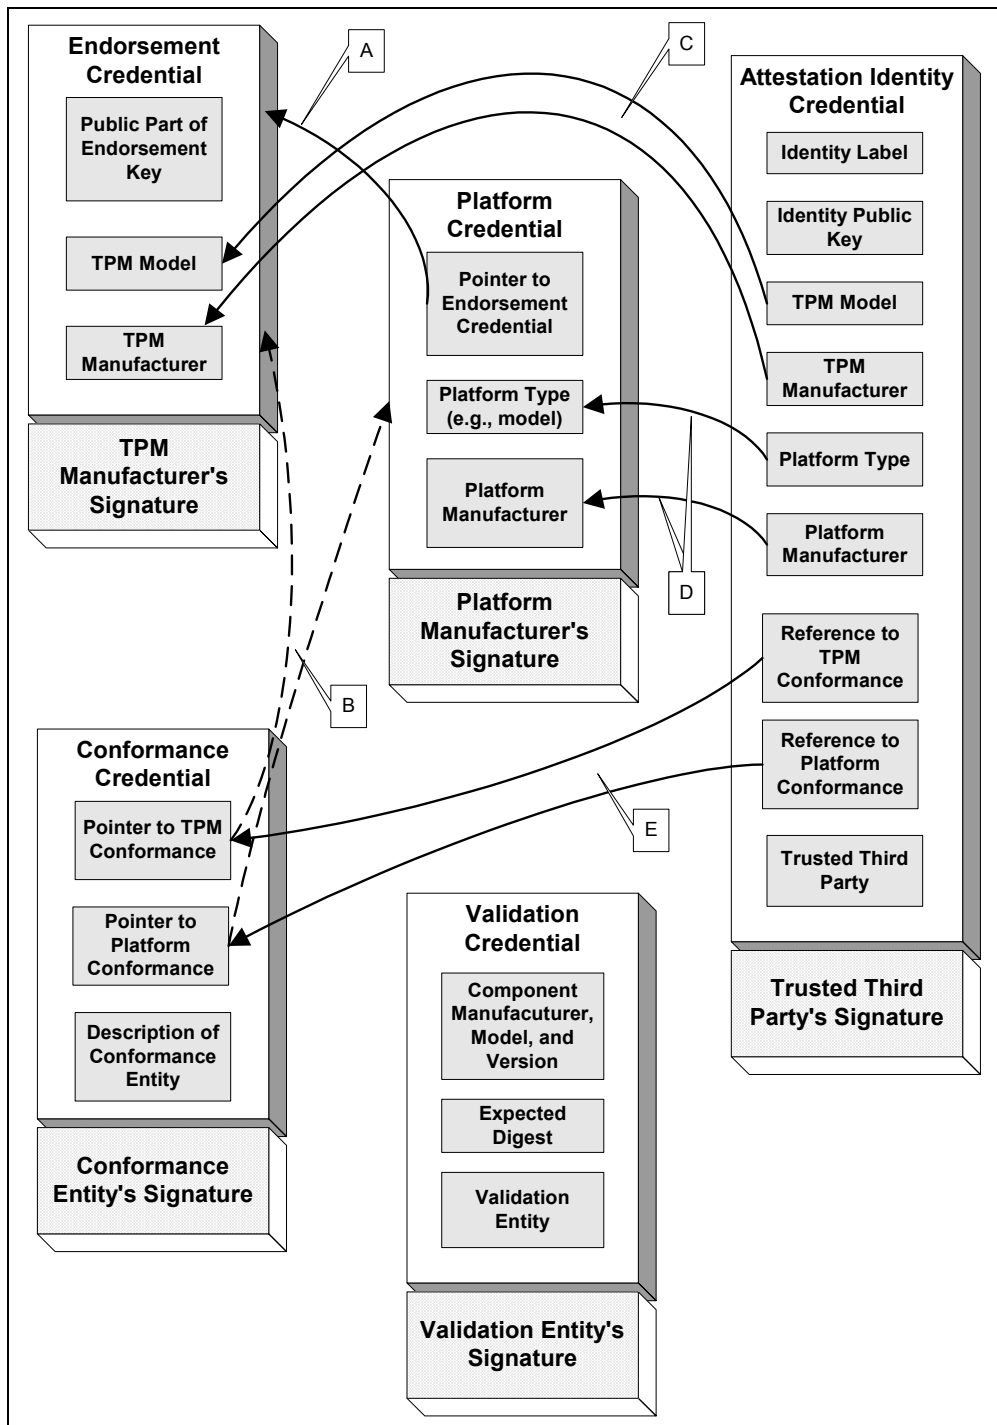 Endorsement
Credential
Public Part of
Endorsement
Key
TPM Model
TPM
Manufacturer
TPM
Manufacturer's
Signature
A
C
Platform
Credential
Pointer to
Endorsement
Credential
Platform Type
(e.g., model)
Platform
Manufacturer
Platform
Manufacturer's
Signature
Attestation Identity
Credential
Identity Label
Identity Public
Key
TPM Model
TPM
Manufacturer
Platform Type
Platform
Manufacturer
Reference to
TPM
Conformance
Reference to
Platform
Conformance
Trusted Third
Party
Trusted Third
Party's Signature
D
B
E
Conformance
Credential
Pointer to TPM
Conformance
Pointer to
Platform
Conformance
Description of
Conformance
Entity
Conformance
Entity's Signature
Validation
Credential
Component
Manufacuturer,
Model, and
Version
Expected
Digest
Validation
Entity
Validation Entity's
Signature